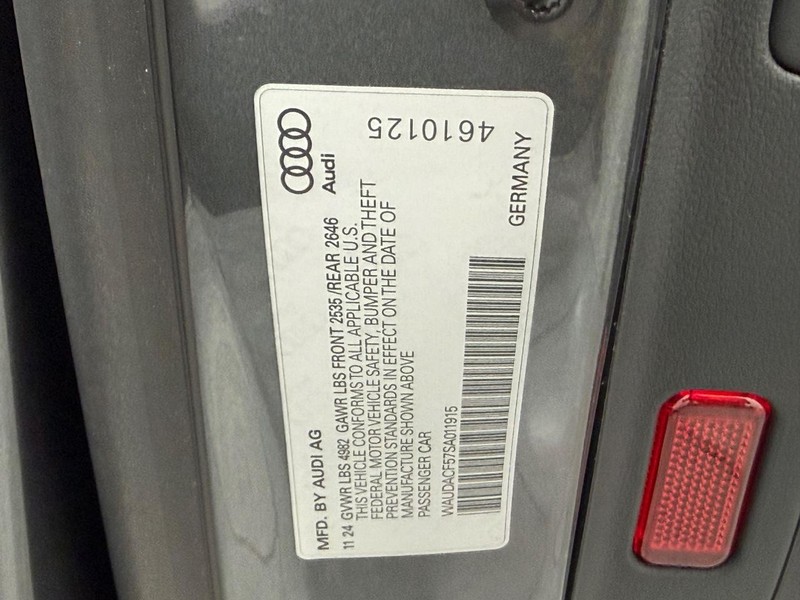 MFD. BY AUDI AG
Audi
11 24 GVWR LBS 4982 GAWR LBS FRONT 2535/REAR 2646
THIS VEHICLE CONFORMS TO ALL APPLICABLE U.S.
FEDERAL MOTOR VEHICLE SAFETY, BUMPER AND THEFT
PREVENTION STANDARDS IN EFFECT ON THE DATE OF
MANUFACTURE SHOWN ABOVE
PASSENGER CAR
WAUDACF57SA011915
GERMANY
4610125